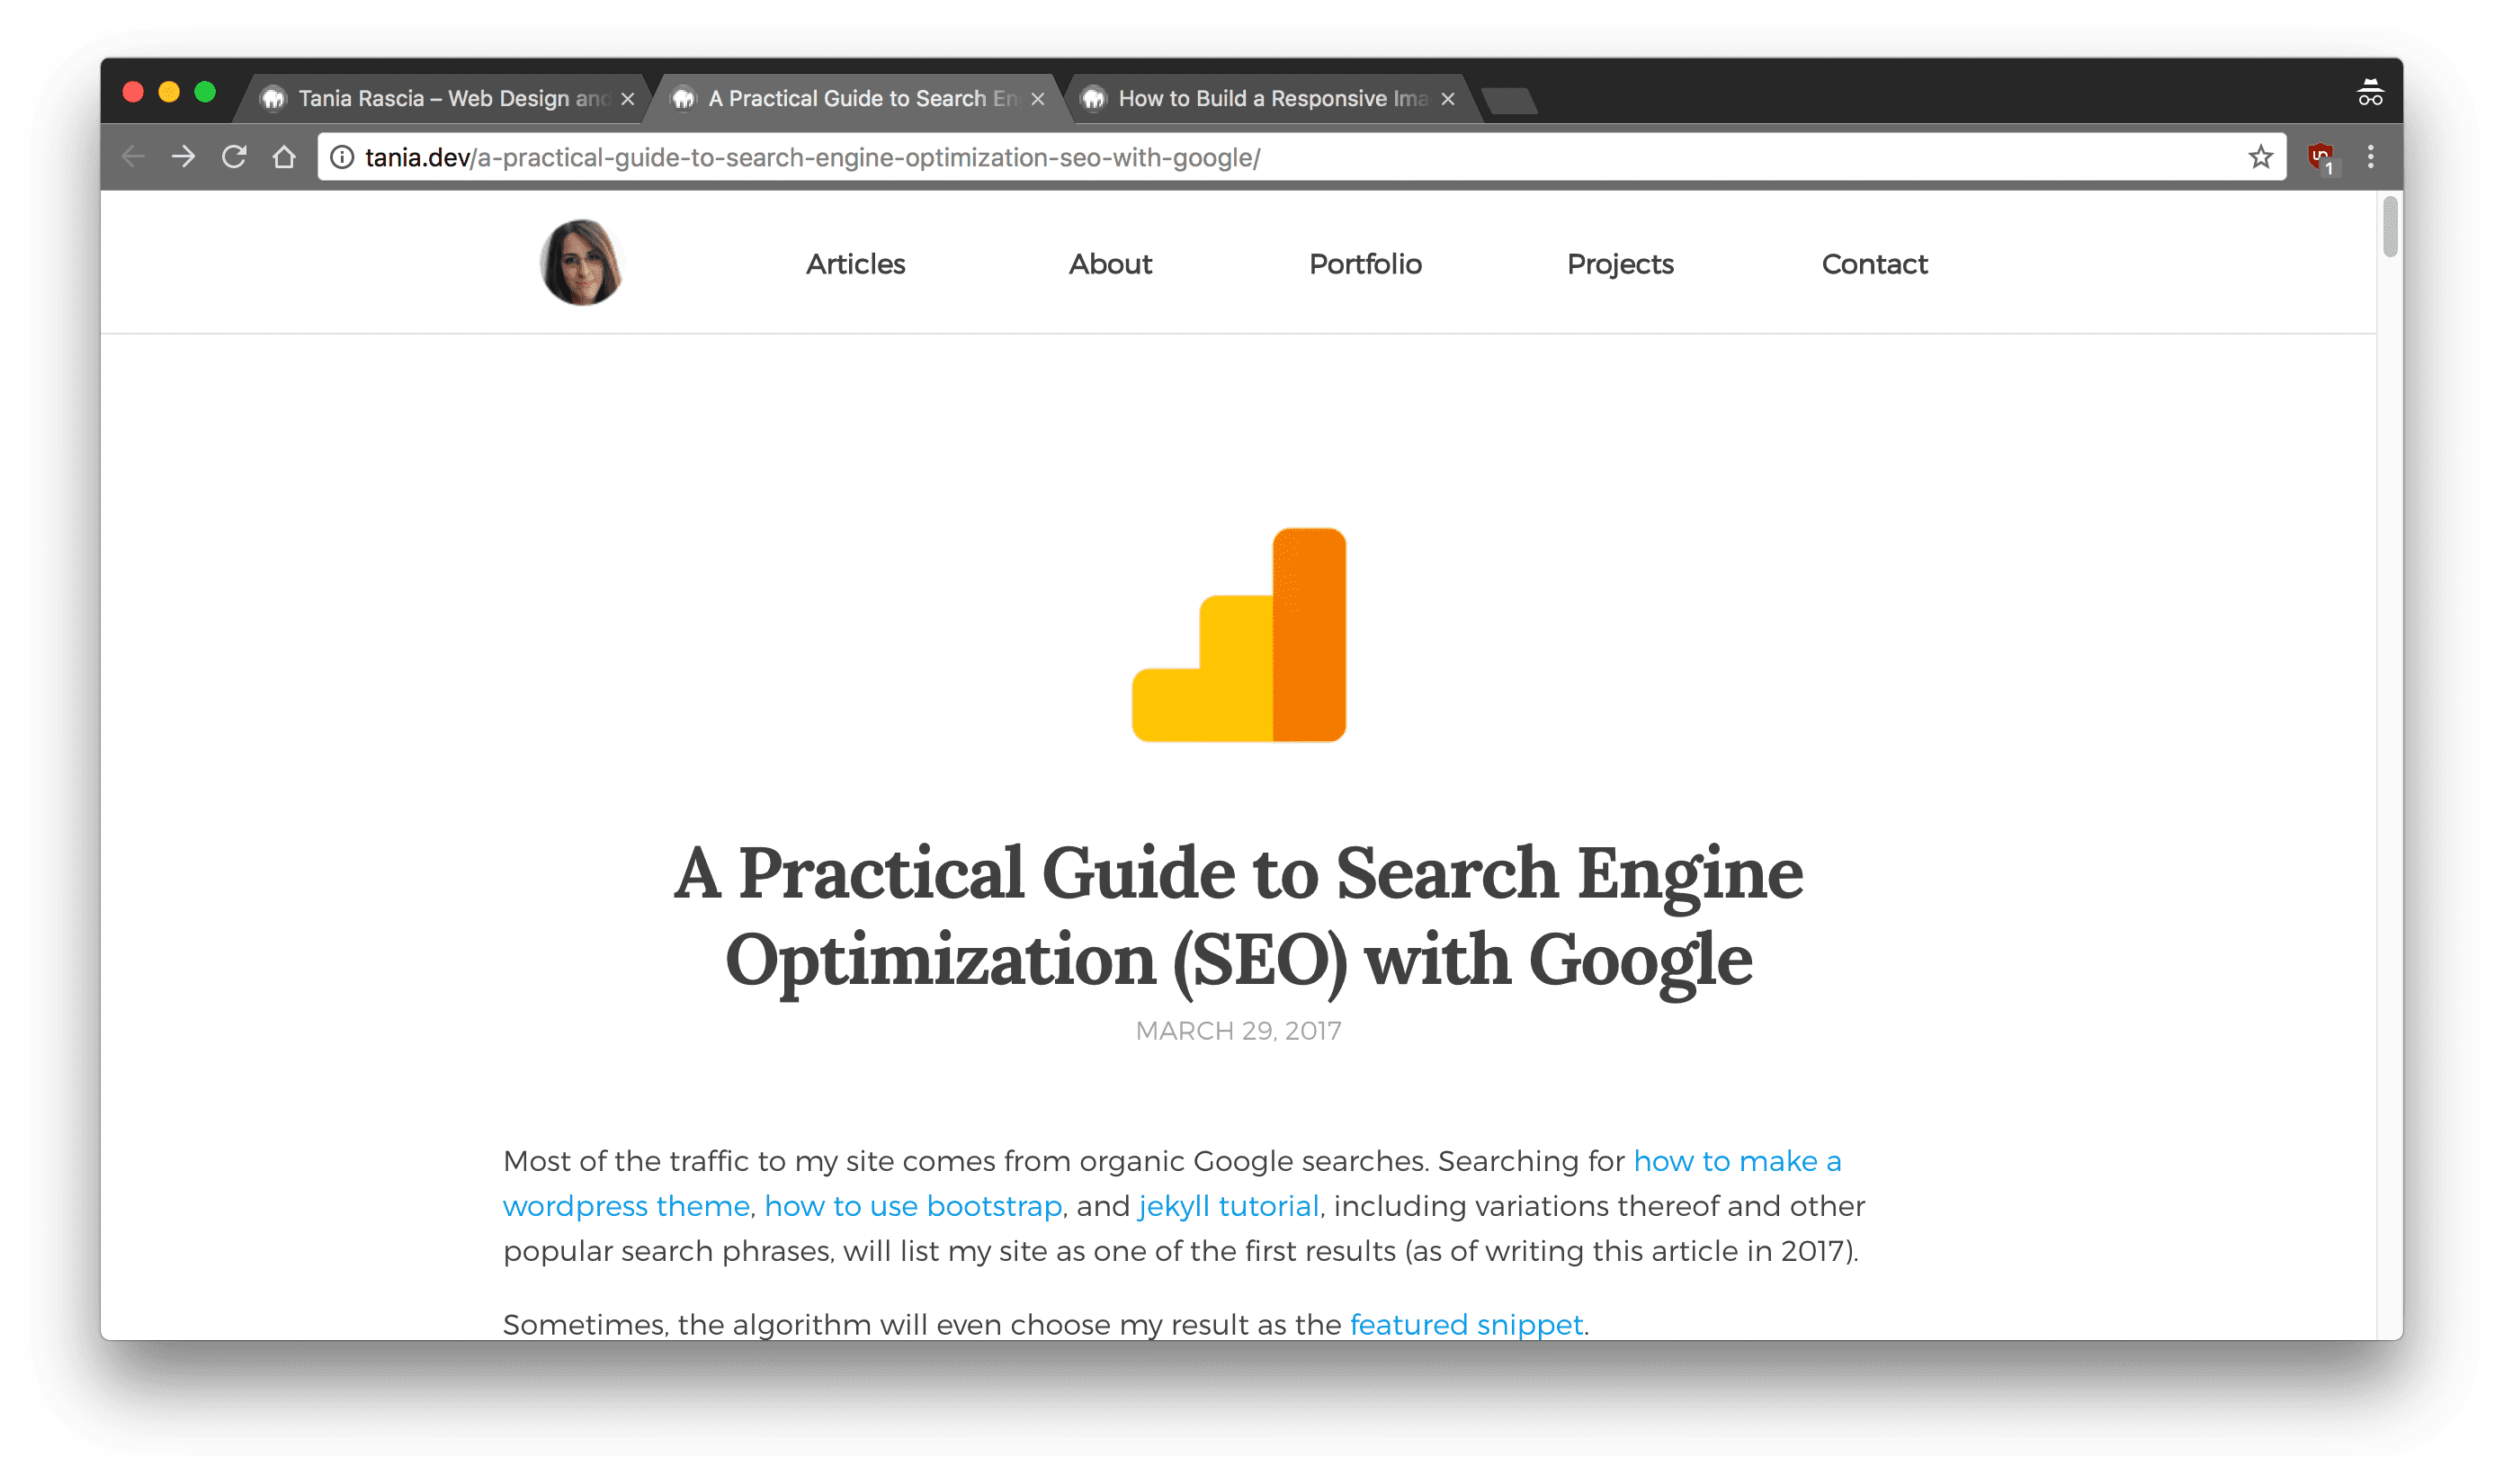 Tania Rascia – Web Design and
A Practical Guide to Search En
How to Build a Responsive Ima
tania.dev/a-practical-guide-to-search-engine-optimization-seo-with-google/
1
Articles
About
Portfolio
Projects
Contact
A Practical Guide to Search Engine
Optimization (SEO) with Google
MARCH 29, 2017
Most of the traffic to my site comes from organic Google searches. Searching for how to make a
wordpress theme, how to use bootstrap, and jekyll tutorial, including variations thereof and other
popular search phrases, will list my site as one of the first results (as of writing this article in 2017).
Sometimes, the algorithm will even choose my result as the featured snippet.